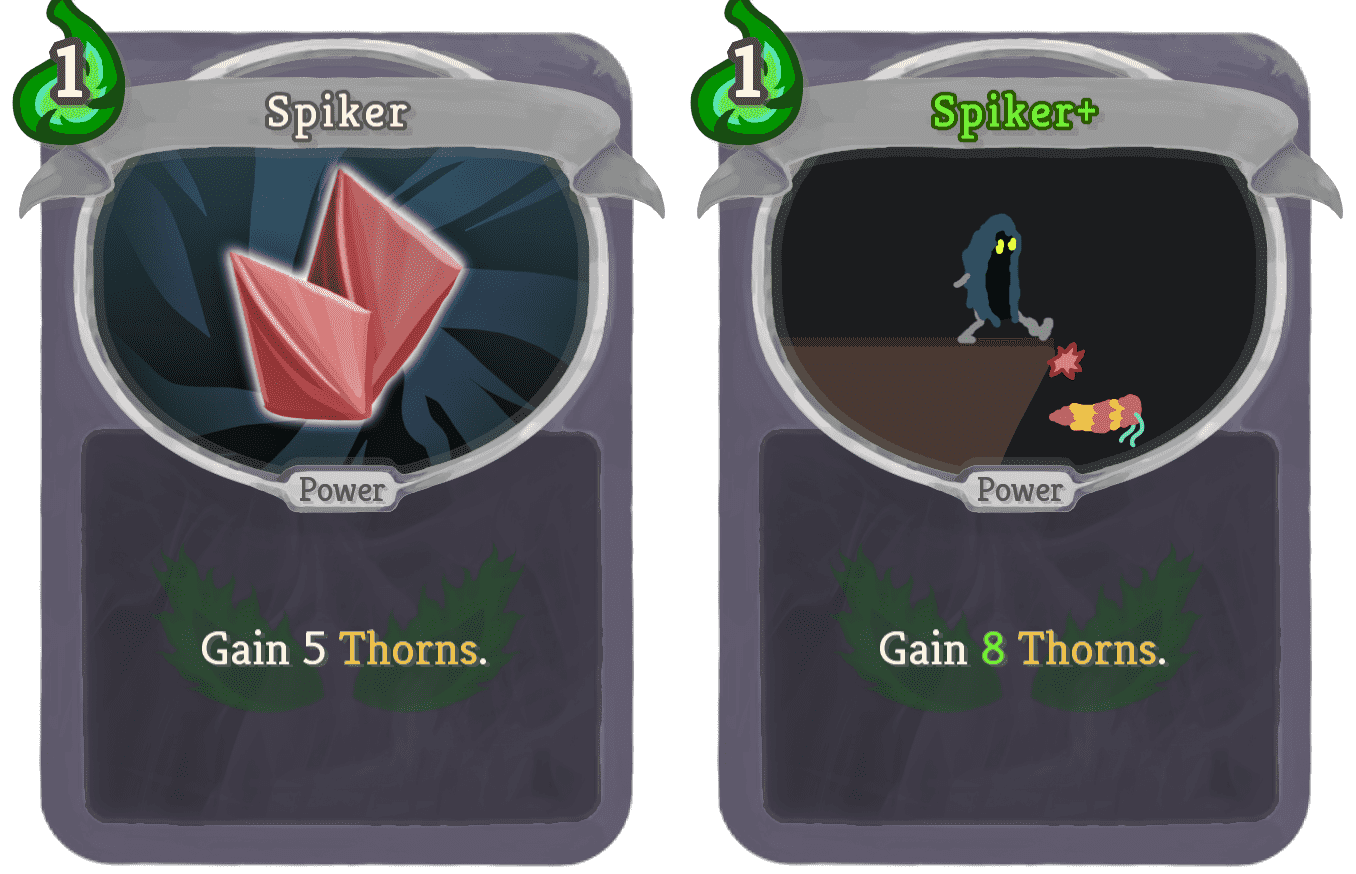 1
Spiker
Power
Gain 5 Thorns.
1
Spiker+
Power
Gain 8 Thorns.